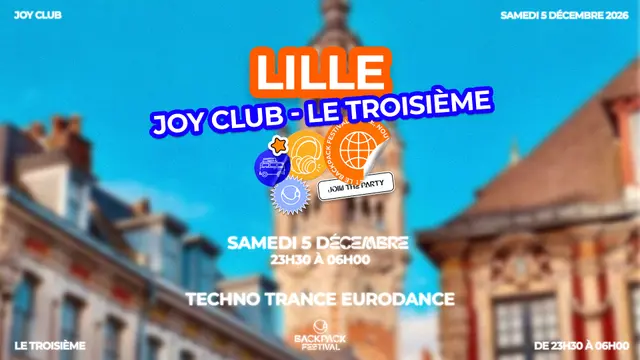 JOY CLUB
SAMEDI 5 DÉCEMBRE 2026
LILLE
JOY CLUB - LE TROISIÈME
JOIN THE PARTY
SAMEDI 5 DÉCEMBRE
23H30 À 06H00
TECHNO TRANCE EURODANCE
LE TROISIÈME
BACKPACK
FESTIVAL
DE 23H30 À 06H00